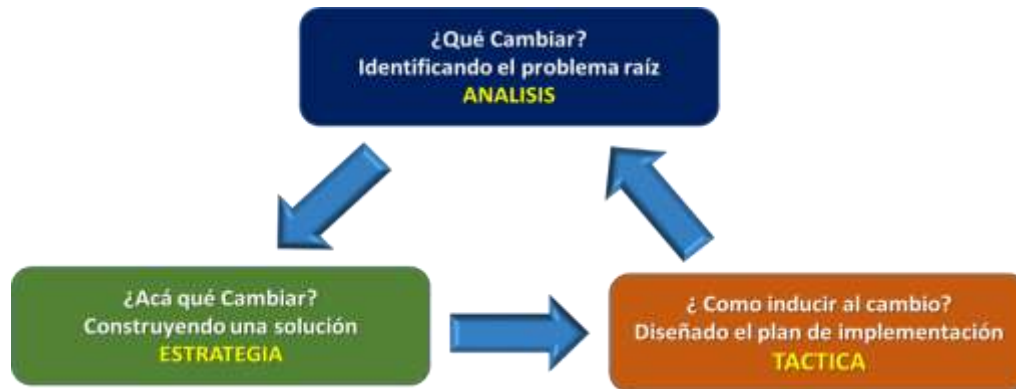 ¿Qué Cambiar?
Identificando el problema raíz
ANALISIS
¿Acá qué Cambiar?
Construyendo una solución
ESTRATEGIA
¿ Como inducir al cambio?
Diseñado el plan de implementación
TACTICA